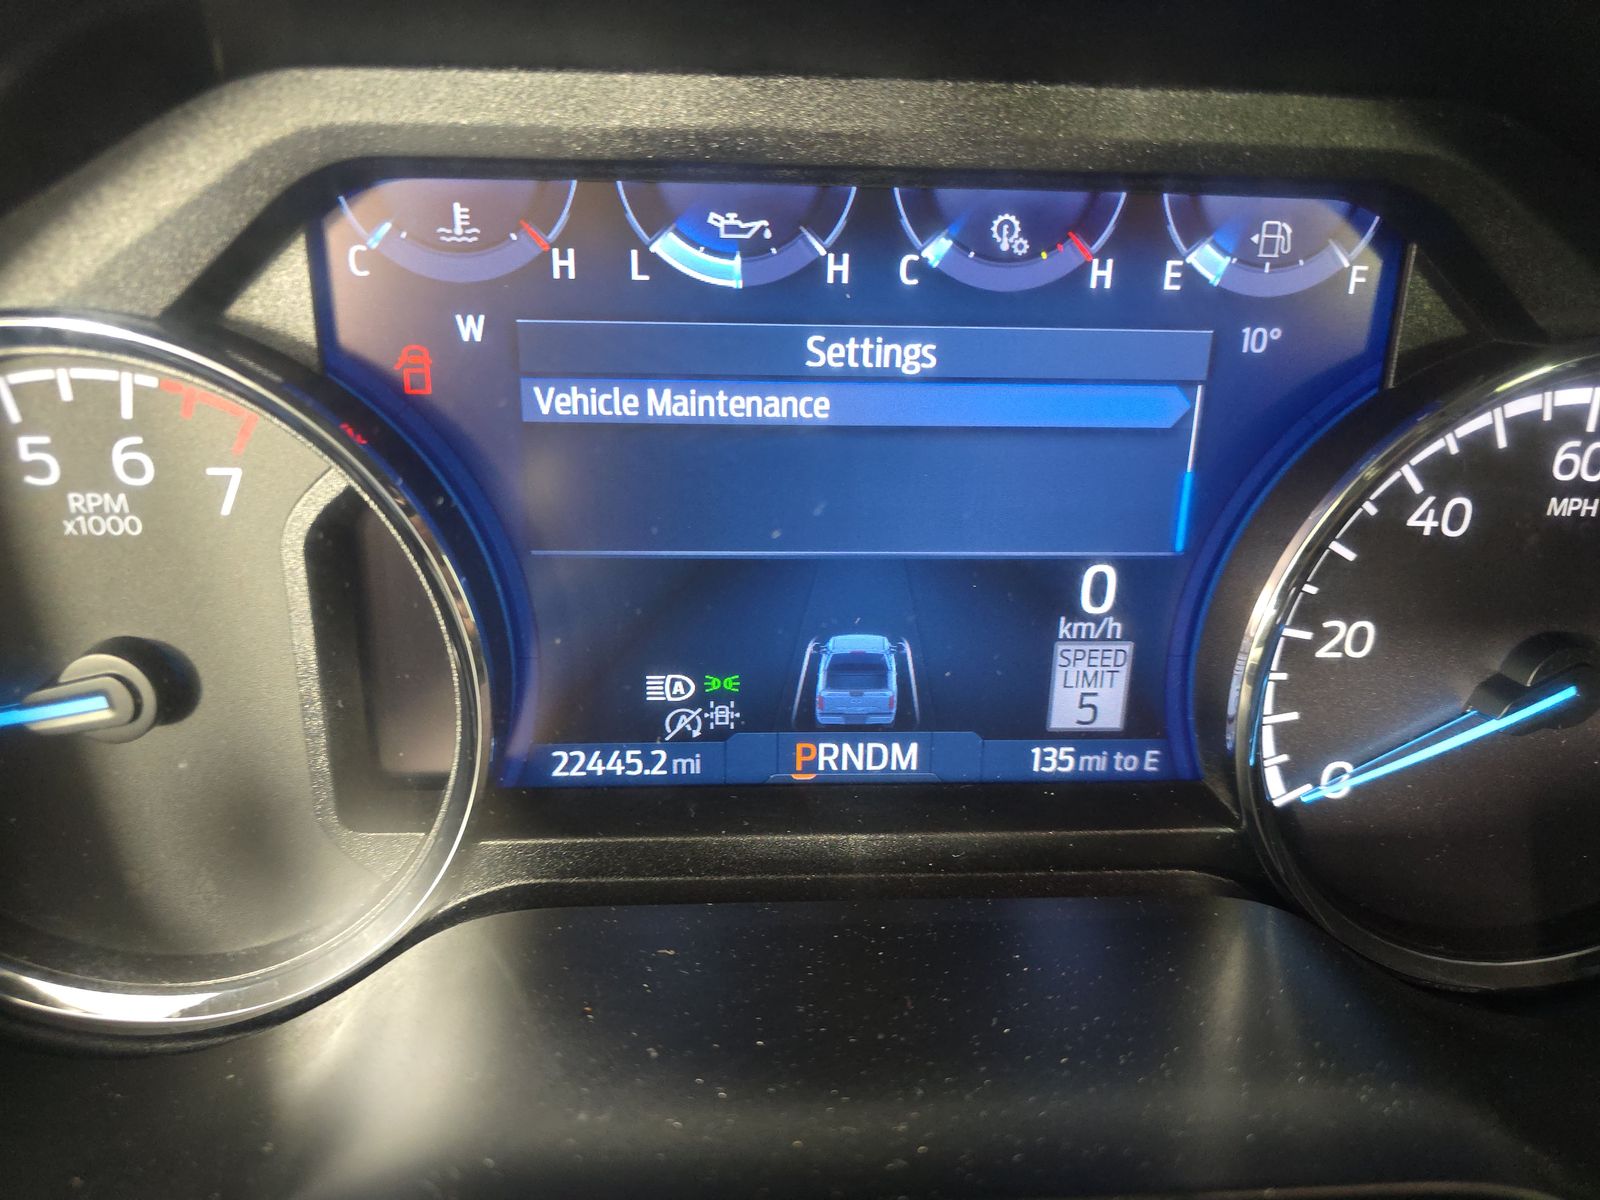 C H L H C H E F
W
10°
Settings
Vehicle Maintenance
5 6 7
RPM
x1000
60
40
MPH
20
0
0
km/h
SPEED
LIMIT
5
A
A
22445.2 mi
PRNDM
135 mi to E